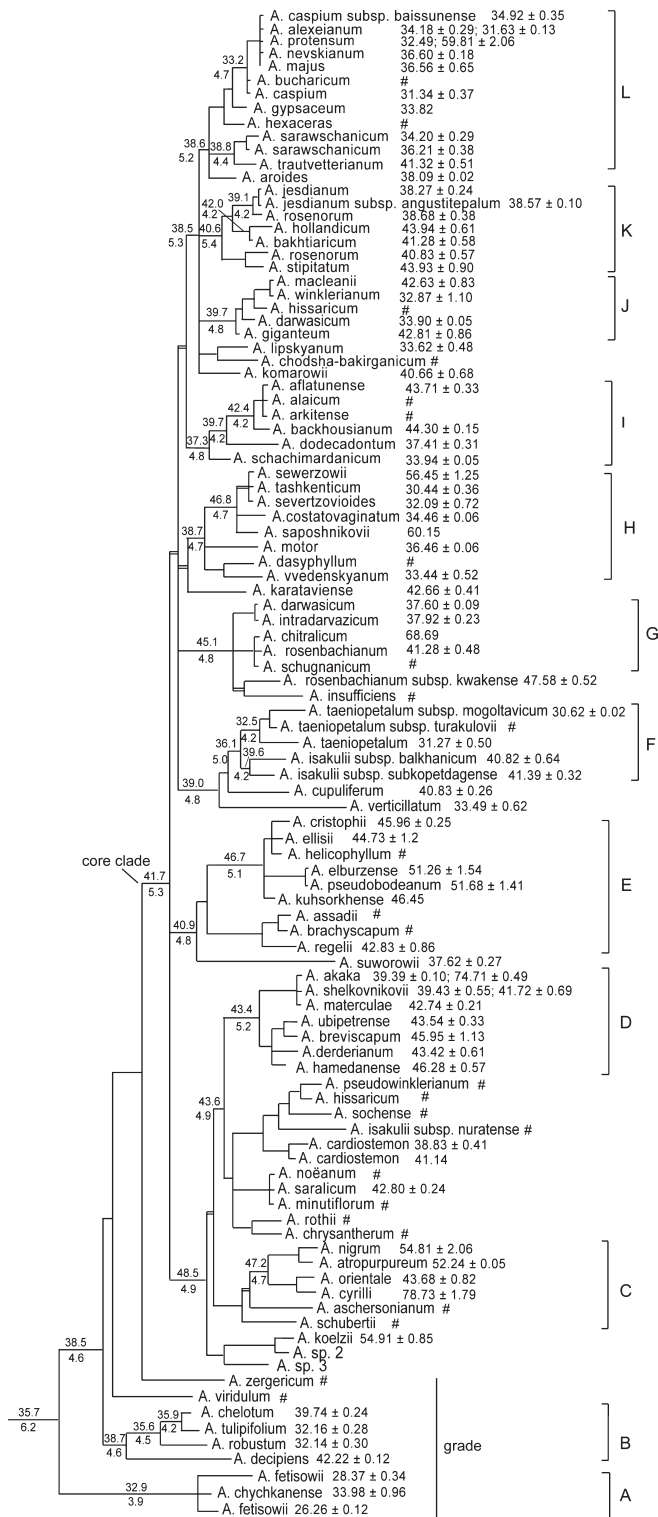 A. caspium subsp. baissunense 34.92 ± 0.35
A. alexeianum 34.18 ± 0.29; 31.63 ± 0.13
A. protensum 32.49; 59.81 ± 2.06
A. nevskianum 36.60 ± 0.18
33.2
A. majus 36.56 ± 0.65
4.7
A. bucharicum #
L
A. caspium 31.34 ± 0.37
A. gypsaceum 33.82
A. hexaceras #
A. sarawschanicum 34.20 ± 0.29
38.6 38.8
A. sarawschanicum 36.21 ± 0.38
5.2 4.4
A. trautvetterianum 41.32 ± 0.51
A. aroides 38.09 ± 0.02
A. jesdianum 38.27 ± 0.24
39.1
42.0
A. jesdianum subsp. angustitepalum 38.57 ± 0.10
4.2 4.2
A. rosenorum 38.68 ± 0.38
38.5 40.6
A. hollandicum 43.94 ± 0.61
K
5.3 5.4
A. bakhtiaricum 41.28 ± 0.58
A. rosenorum 40.83 ± 0.57
A. stipitatum 43.93 ± 0.90
A. macleanii 42.63 ± 0.83
A. winklerianum 32.87 ± 1.10
39.7
A. hissaricum #
J
4.8
A. darwasicum 33.90 ± 0.05
A. giganteum 42.81 ± 0.86
A. lipskyanum 33.62 ± 0.48
A. chodsha-bakirganicum #
A. komarowii 40.66 ± 0.68
A. aflatunense 43.71 ± 0.33
A. alaicum #
42.4
A. arkitense #
39.7 4.2
A. backhousianum 44.30 ± 0.15
I
37.3 4.2
A. dodecadontum 37.41 ± 0.31
4.8
A. schachimardanicum 33.94 ± 0.05
A. sewerzowii 56.45 ± 1.25
A. tashkenticum 30.44 ± 0.36
46.8
A. severtzovioides 32.09 ± 0.72
4.7
A.costatovaginatum 34.46 ± 0.06
H
A. saposhnikovii 60.15
38.7
A. motor 36.46 ± 0.06
4.7
A. dasyphyllum #
A. vvedenskyanum 33.44 ± 0.52
A. karataviense 42.66 ± 0.41
A. darwasicum 37.60 ± 0.09
A. intradarvazicum 37.92 ± 0.23
G
45.1
A. chitralicum 68.69
4.8
A. rosenbachianum 41.28 ± 0.48
A. schugnanicum #
A. rosenbachianum subsp. kwakense 47.58 ± 0.52
A. insufficiens #
A. taeniopetalum subsp. mogoltavicum 30.62 ± 0.02
32.5
A. taeniopetalum subsp. turakulovii #
36.1 4.2
A. taeniopetalum 31.27 ± 0.50
F
5.0 39.6
A. isakulii subsp. balkhanicum 40.82 ± 0.64
4.2
A. isakulii subsp. subkopetdagense 41.39 ± 0.32
39.0
A. cupuliferum 40.83 ± 0.26
4.8
A. verticillatum 33.49 ± 0.62
A. cristophii 45.96 ± 0.25
A. ellisii 44.73 ± 1.2
A. helicophyllum #
core clade
46.7
5.1
A. elburzense 51.26 ± 1.54
41.7
A. pseudobodeanum 51.68 ± 1.41
E
5.3
A. kuhsorkhense 46.45
A. assadii #
40.9
A. brachyscapum #
4.8
A. regelii 42.83 ± 0.86
A. suworowii 37.62 ± 0.27
A. akaka 39.39 ± 0.10; 74.71 ± 0.49
A. shelkovnikovii 39.43 ± 0.55; 41.72 ± 0.69
A. materculae 42.74 ± 0.21
43.4
D
5.2
A. ubipetrense 43.54 ± 0.33
A. breviscapum 45.95 ± 1.13
A.derderianum 43.42 ± 0.61
A. hamedanense 46.28 ± 0.57
A. pseudowinklerianum #
43.6
A. hissaricum #
4.9
A. sochense #
A. isakulii subsp. nuratense #
A. cardiostemon 38.83 ± 0.41
A. cardiostemon 41.14
A. noëanum #
A. saralicum 42.80 ± 0.24
A. minutiflorum #
A. rothii #
A. chrysantherum #
A. nigrum 54.81 ± 2.06
47.2
A. atropurpureum 52.24 ± 0.05
48.5 4.7
A. orientale 43.68 ± 0.82
4.9
A. cyrilli 78.73 ± 1.79
C
A. aschersonianum #
A. schubertii #
A. koelzii 54.91 ± 0.85
38.5
A. sp. 2
4.6
A. sp. 3
A. zergericum #
A. viridulum #
35.7 35.9
A. chelotum 39.74 ± 0.24
6.2 35.6 4.2
A. tulipifolium 32.16 ± 0.28
B
38.7 4.5
A. robustum 32.14 ± 0.30
grade
4.6
A. decipiens 42.22 ± 0.12
A. fetisowii 28.37 ± 0.34
32.9
A. chychkanense 33.98 ± 0.96
A
3.9
A. fetisowii 26.26 ± 0.12